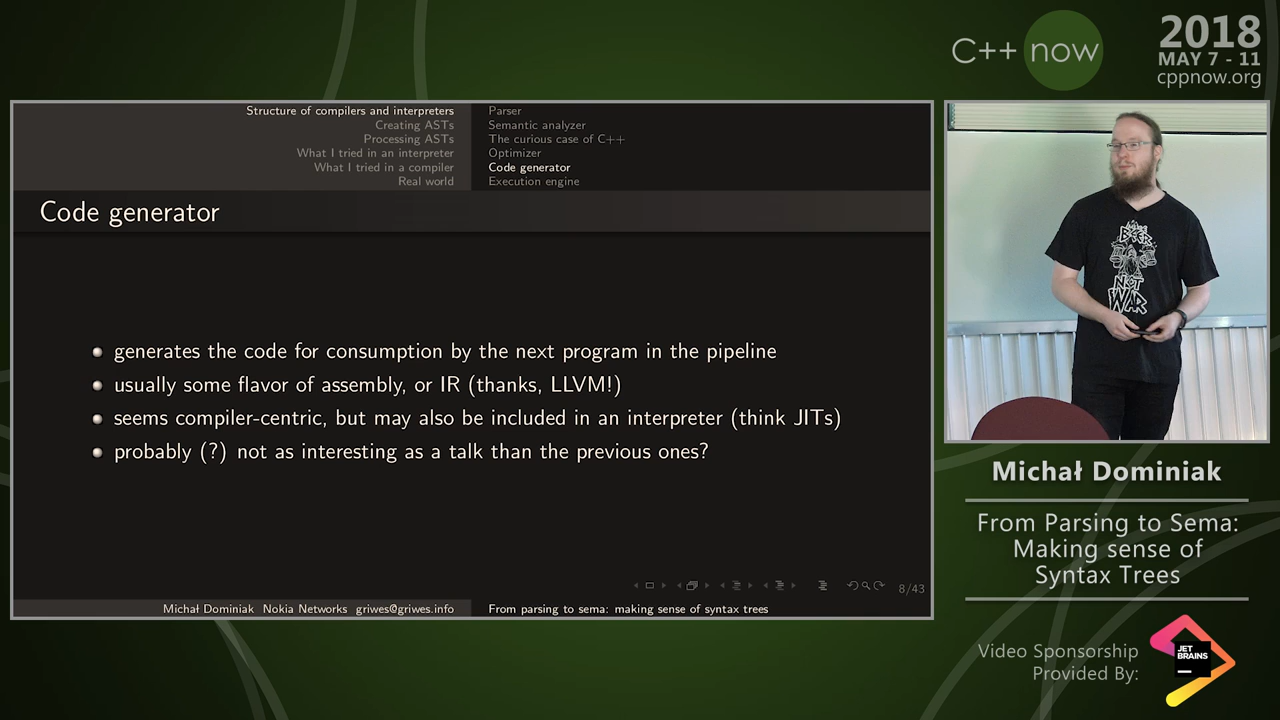 C++ now
2018
MAY 7 - 11
cppnow.org
Structure of compilers and interpreters
Creating ASTs
Processing ASTs
What I tried in an interpreter
What I tried in a compiler
Real world
Parser
Semantic analyzer
The curious case of C++
Optimizer
Code generator
Execution engine
Code generator
generates the code for consumption by the next program in the pipeline
usually some flavor of assembly, or IR (thanks, LLVM!)
seems compiler-centric, but may also be included in an interpreter (think JITs)
probably (?) not as interesting as a talk than the previous ones?
8/43
Michał Dominiak Nokia Networks griwes@griwes.info
From parsing to sema: making sense of syntax trees
BEER
NOT
WAR
Michał Dominiak
From Parsing to Sema:
Making sense of
Syntax Trees
Video Sponsorship
Provided By:
JET
BRAINS